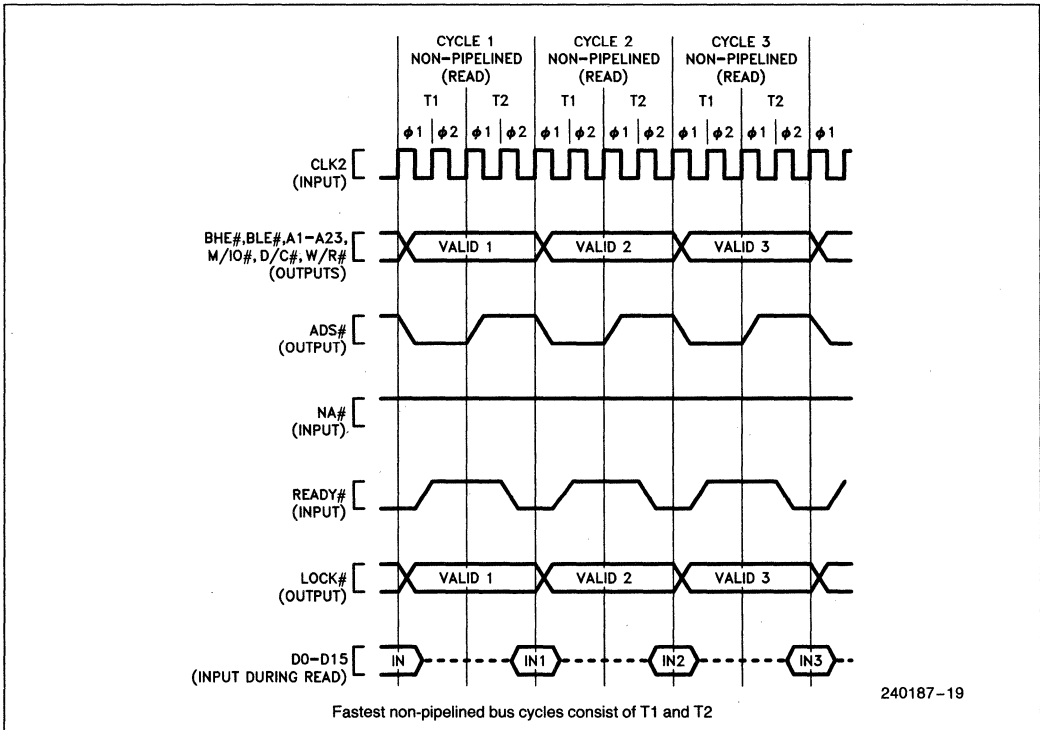 CYCLE 1 CYCLE 2 CYCLE 3
NON-PIPELINED NON-PIPELINED NON-PIPELINED
(READ) (READ) (READ)
T1 T2 T1 T2 T1 T2
ϕ1 ϕ2 ϕ1 ϕ2 ϕ1 ϕ2 ϕ1 ϕ2 ϕ1 ϕ2 ϕ1 ϕ2 ϕ1
CLK2
(INPUT)
BHE#,BLE#,A1-A23,
M/IO#,D/C#,W/R#
(OUTPUTS)
VALID 1 VALID 2 VALID 3
ADS#
(OUTPUT)
NA#
(INPUT)
READY#
(INPUT)
LOCK#
(OUTPUT)
VALID 1 VALID 2 VALID 3
D0-D15
(INPUT DURING READ)
IN IN1 IN2 IN3
240187-19
Fastest non-pipelined bus cycles consist of T1 and T2